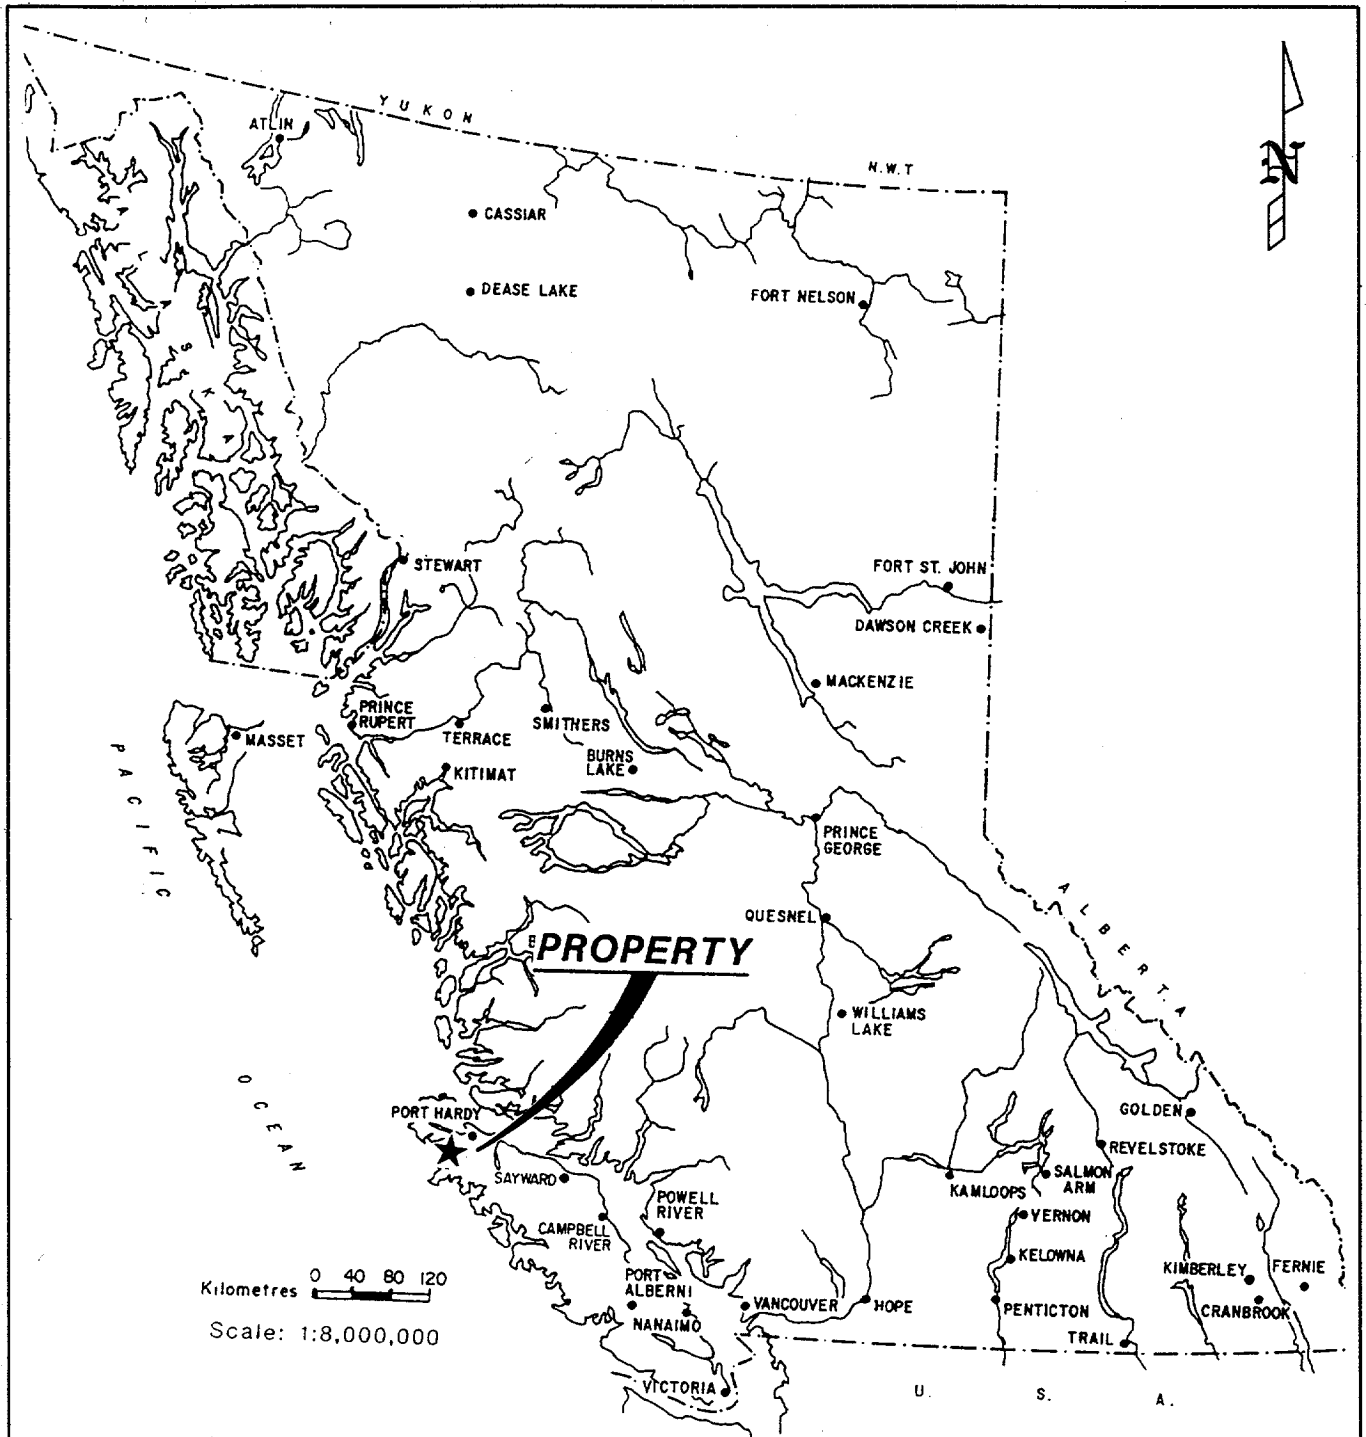 YUKON
ATLIN
N.W.T
CASSIAR
N
DEASE LAKE
FORT NELSON
ALASKA
STEWART
FORT ST. JOHN
DAWSON CREEK
MACKENZIE
PRINCE
RUPERT
SMITHERS
MASSET
TERRACE
BURNS
LAKE
KITIMAT
PACIFIC
PRINCE
GEORGE
ALBERTA
QUESNEL
PROPERTY
WILLIAMS
LAKE
OCEAN
PORT HARDY
GOLDEN
REVELSTOKE
SAYWARD
SALMON
ARM
KAMLOOPS
POWELL
RIVER
VERNON
CAMPBELL
RIVER
KELOWNA
KIMBERLEY
FERNIE
PORT
ALBERNI
Kilometres 0 40 80 120
VANCOUVER
HOPE
PENTICTON
CRANBROOK
NANAIMO
Scale: 1:8,000,000
TRAIL
VICTORIA
U. S. A.